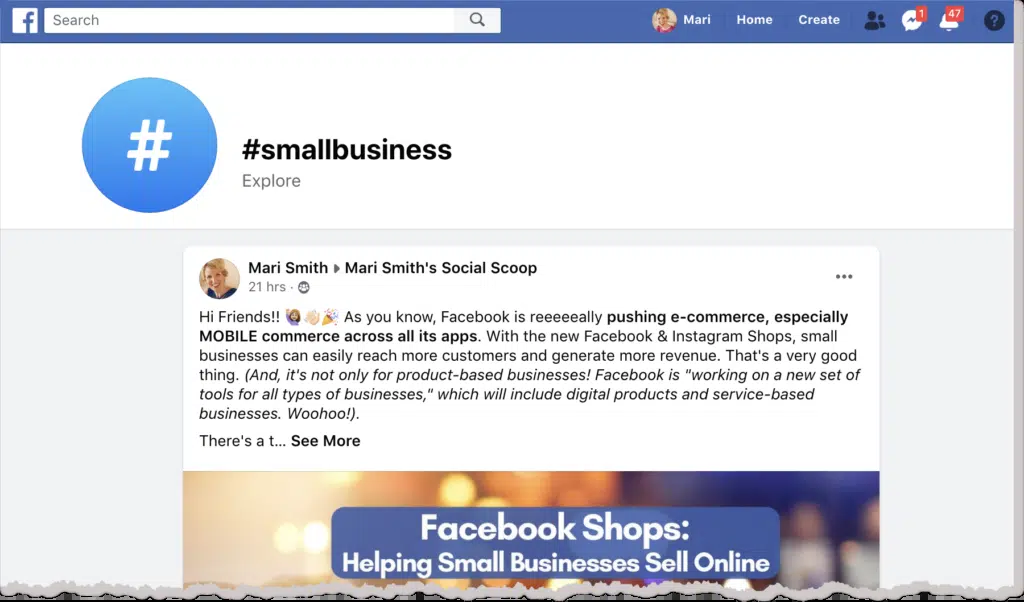 Search
Mari
Home
Create
1
47
#smallbusiness
Explore
Mari Smith ▸ Mari Smith's Social Scoop
21 hrs ·
Hi Friends!! 🙋🏼‍♀️👋🏻🎉 As you know, Facebook is reeeeeally pushing e-commerce, especially
MOBILE commerce across all its apps. With the new Facebook & Instagram Shops, small
businesses can easily reach more customers and generate more revenue. That's a very good
thing. (And, it's not only for product-based businesses! Facebook is "working on a new set of
tools for all types of businesses," which will include digital products and service-based
businesses. Woohoo!).
There's a t... See More
Facebook Shops:
Helping Small Businesses Sell Online